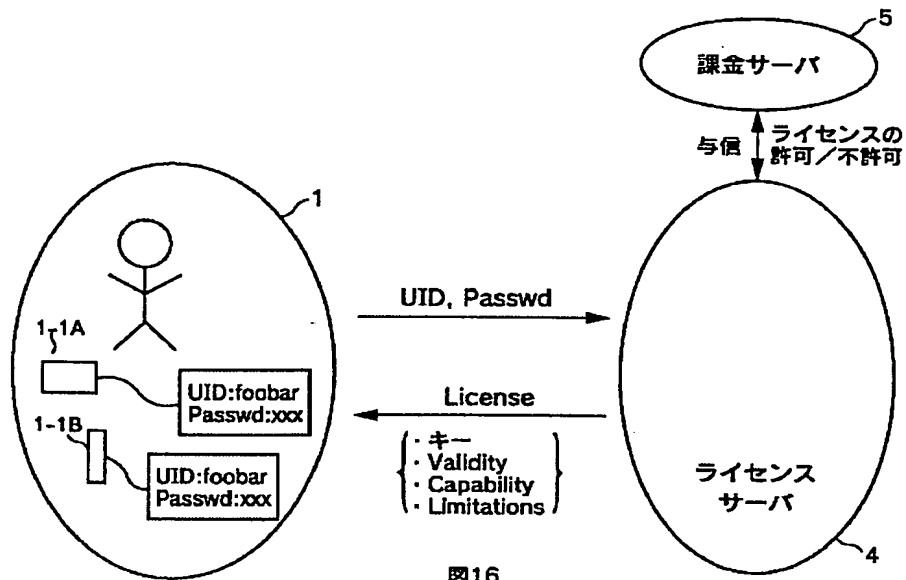 5
課金サーバ
与信
ライセンスの
許可／不許可
1
UID, Passwd
1-1A
UID:foobar
Passwd:xxx
License
・キー
・Validity
・Capability
・Limitations
1-1B
UID:foobar
Passwd:xxx
ライセンス
サーバ
4
図16